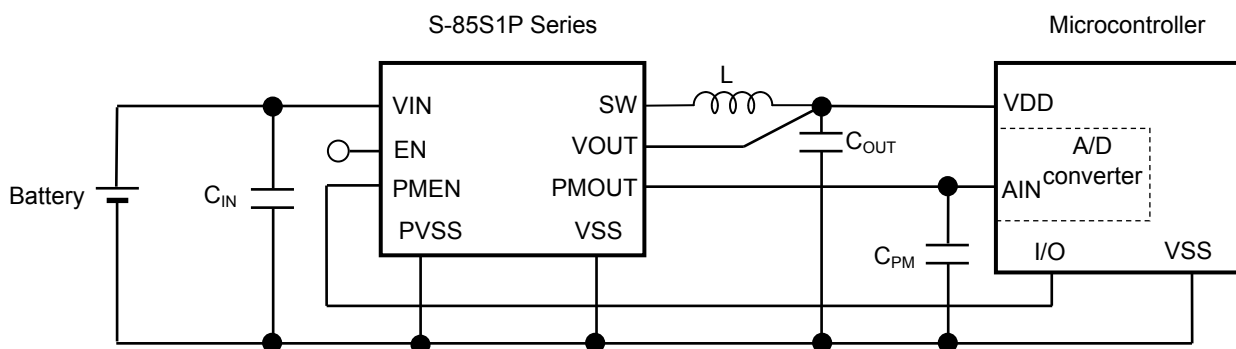 S-85S1P Series
Microcontroller
L
VIN
SW
VDD
EN
VOUT
COUT
A/D
converter
Battery
CIN
PMEN
PMOUT
AIN
PVSS
VSS
CPM
I/O
VSS